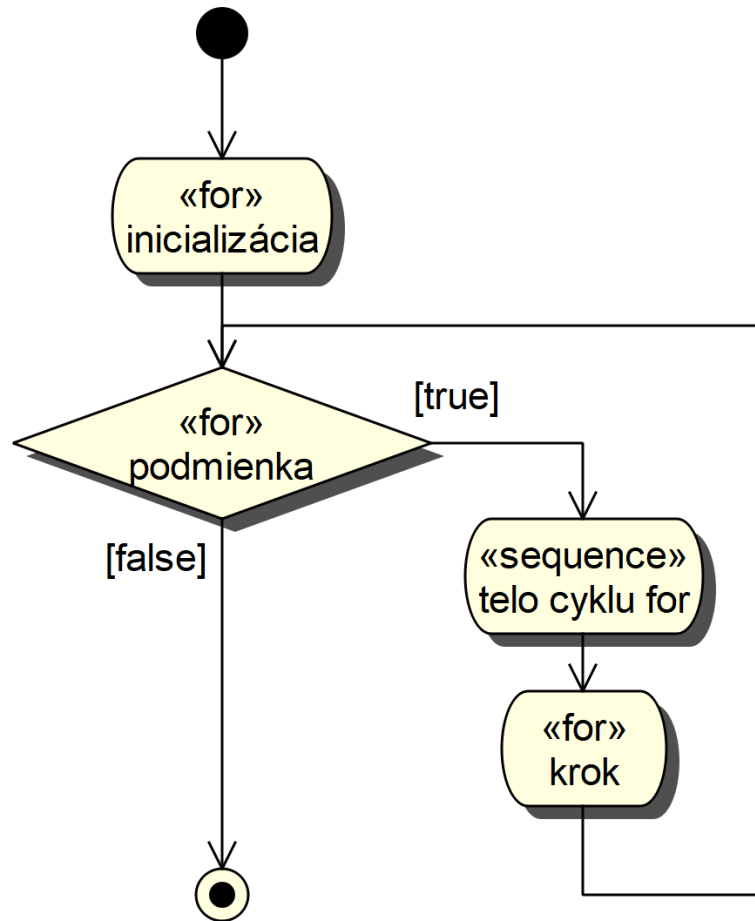 «for»
inicializácia
[true]
«for»
podmienka
[false]
«sequence»
telo cyklu for
«for»
krok